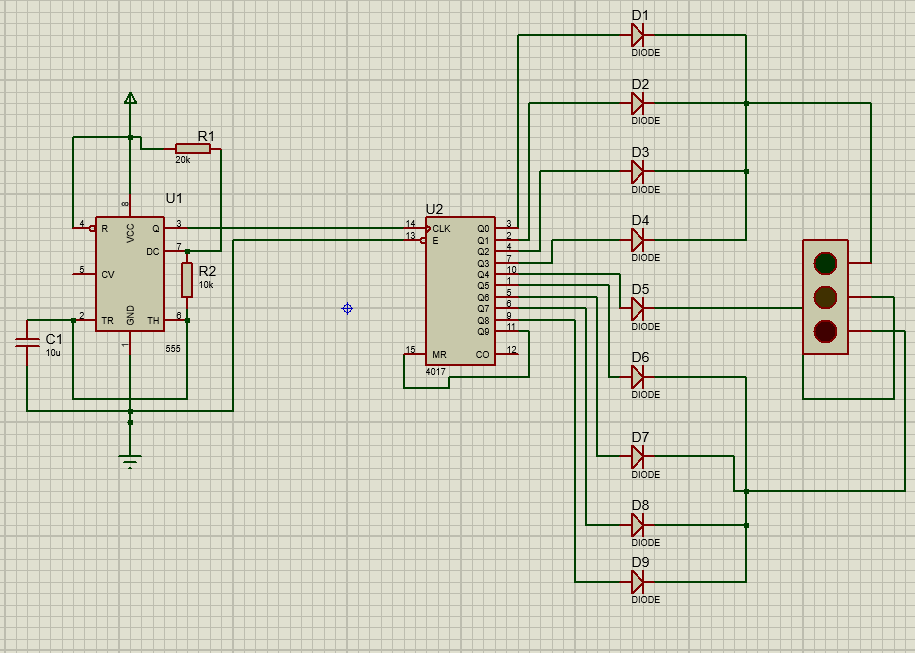 D1
DIODE
D2
DIODE
D3
DIODE
D4
DIODE
D5
DIODE
D6
DIODE
D7
DIODE
D8
DIODE
D9
DIODE
R1
20k
U1
8
4 R VCC Q 3
DC 7
5 CV
R2
10k
2 TR GND TH 6
1
555
C1
10u
U2
14 CLK Q0 3
13 E Q1 2
Q2 4
Q3 7
Q4 10
Q5 1
Q6 5
Q7 6
Q8 9
Q9 11
15 MR CO 12
4017